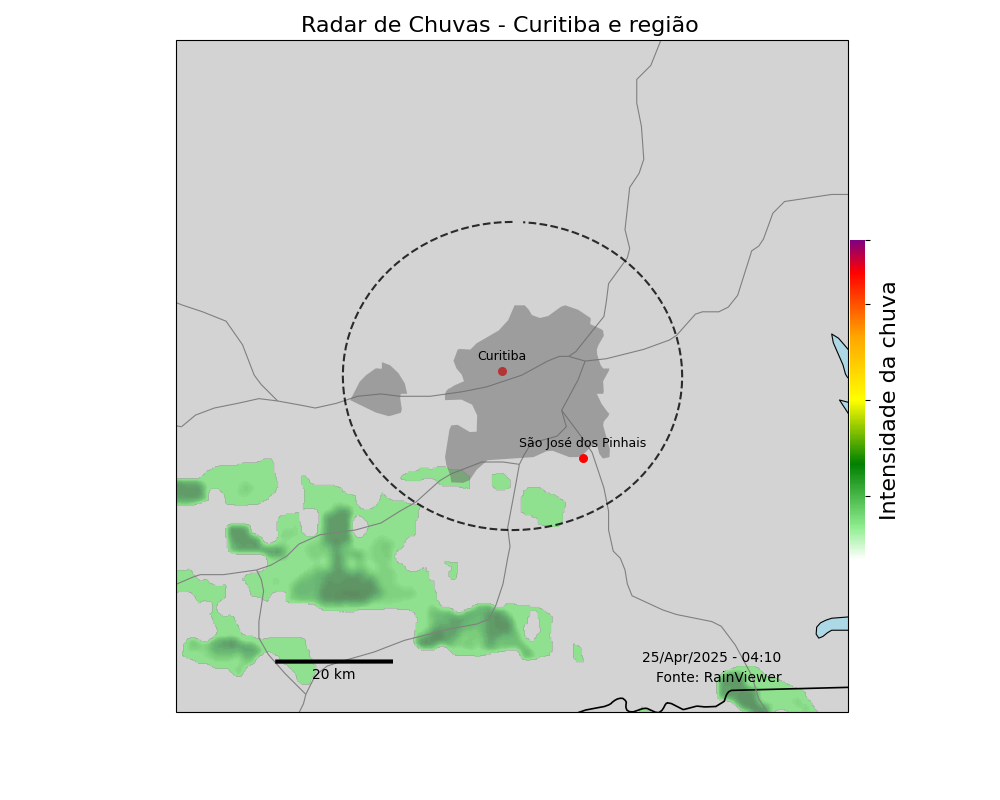 Radar de Chuvas - Curitiba e região
Curitiba
São José dos Pinhais
Intensidade da chuva
25/Apr/2025 - 04:10
Fonte: RainViewer
20 km